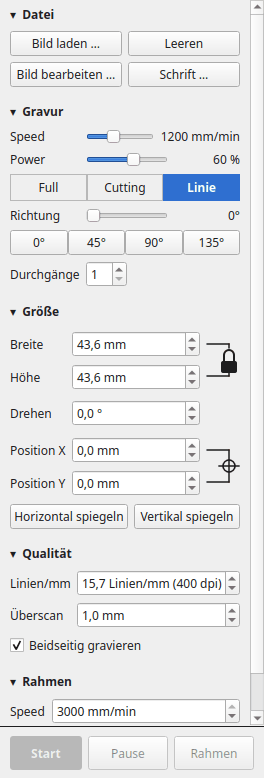 ▼ Datei
Bild laden ... Leeren
Bild bearbeiten ... Schrift ...
▼ Gravur
Speed 1200 mm/min
Power 60 %
Full Cutting Linie
Richtung 0°
0° 45° 90° 135°
Durchgänge 1
▼ Größe
Breite 43,6 mm
Höhe 43,6 mm
Drehen 0,0 °
Position X 0,0 mm
Position Y 0,0 mm
Horizontal spiegeln Vertikal spiegeln
▼ Qualität
Linien/mm 15,7 Linien/mm (400 dpi)
Überscan 1,0 mm
Beidseitig gravieren
▼ Rahmen
Speed 3000 mm/min
Start Pause Rahmen